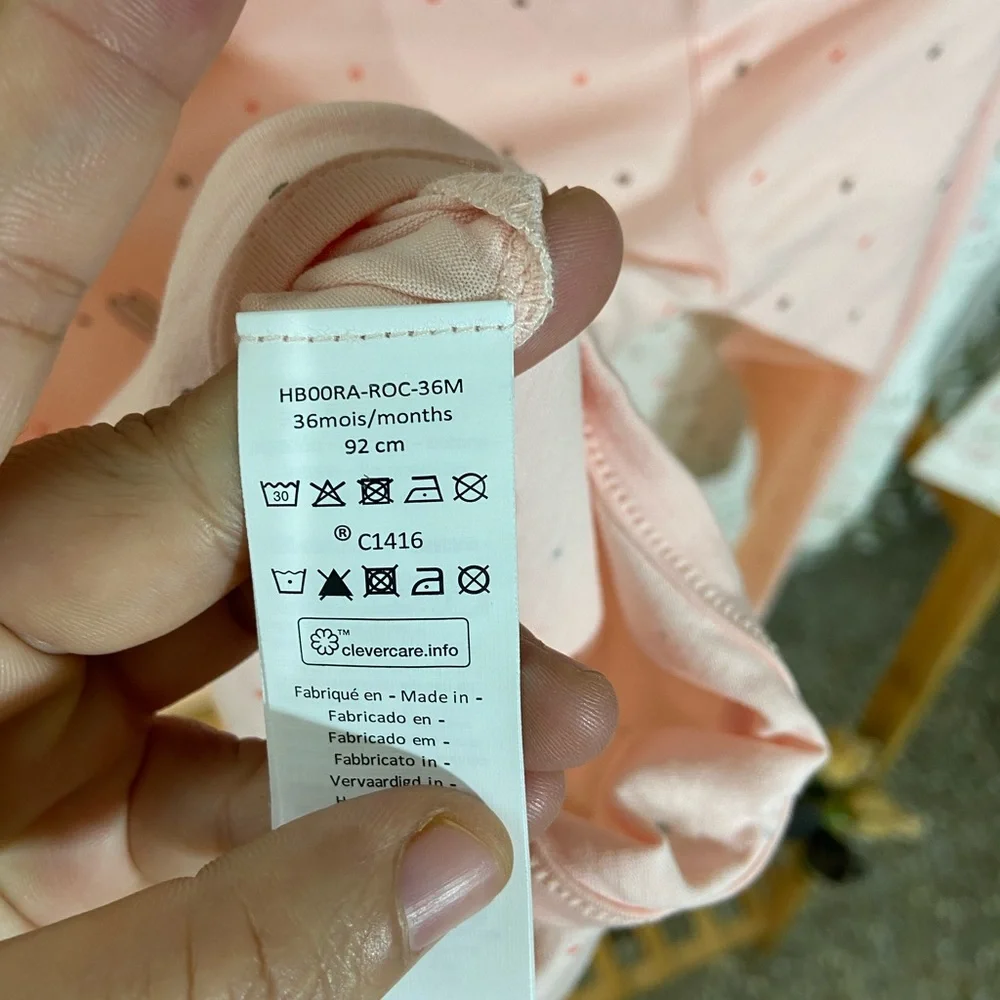 HB00RA-ROC-36M
36mois/months
92 cm
30
® C1416
™ clevercare.info
Fabriqué en - Made in -
Fabricado en -
Fabricado em -
Fabbricato in -
Vervaardigd in -